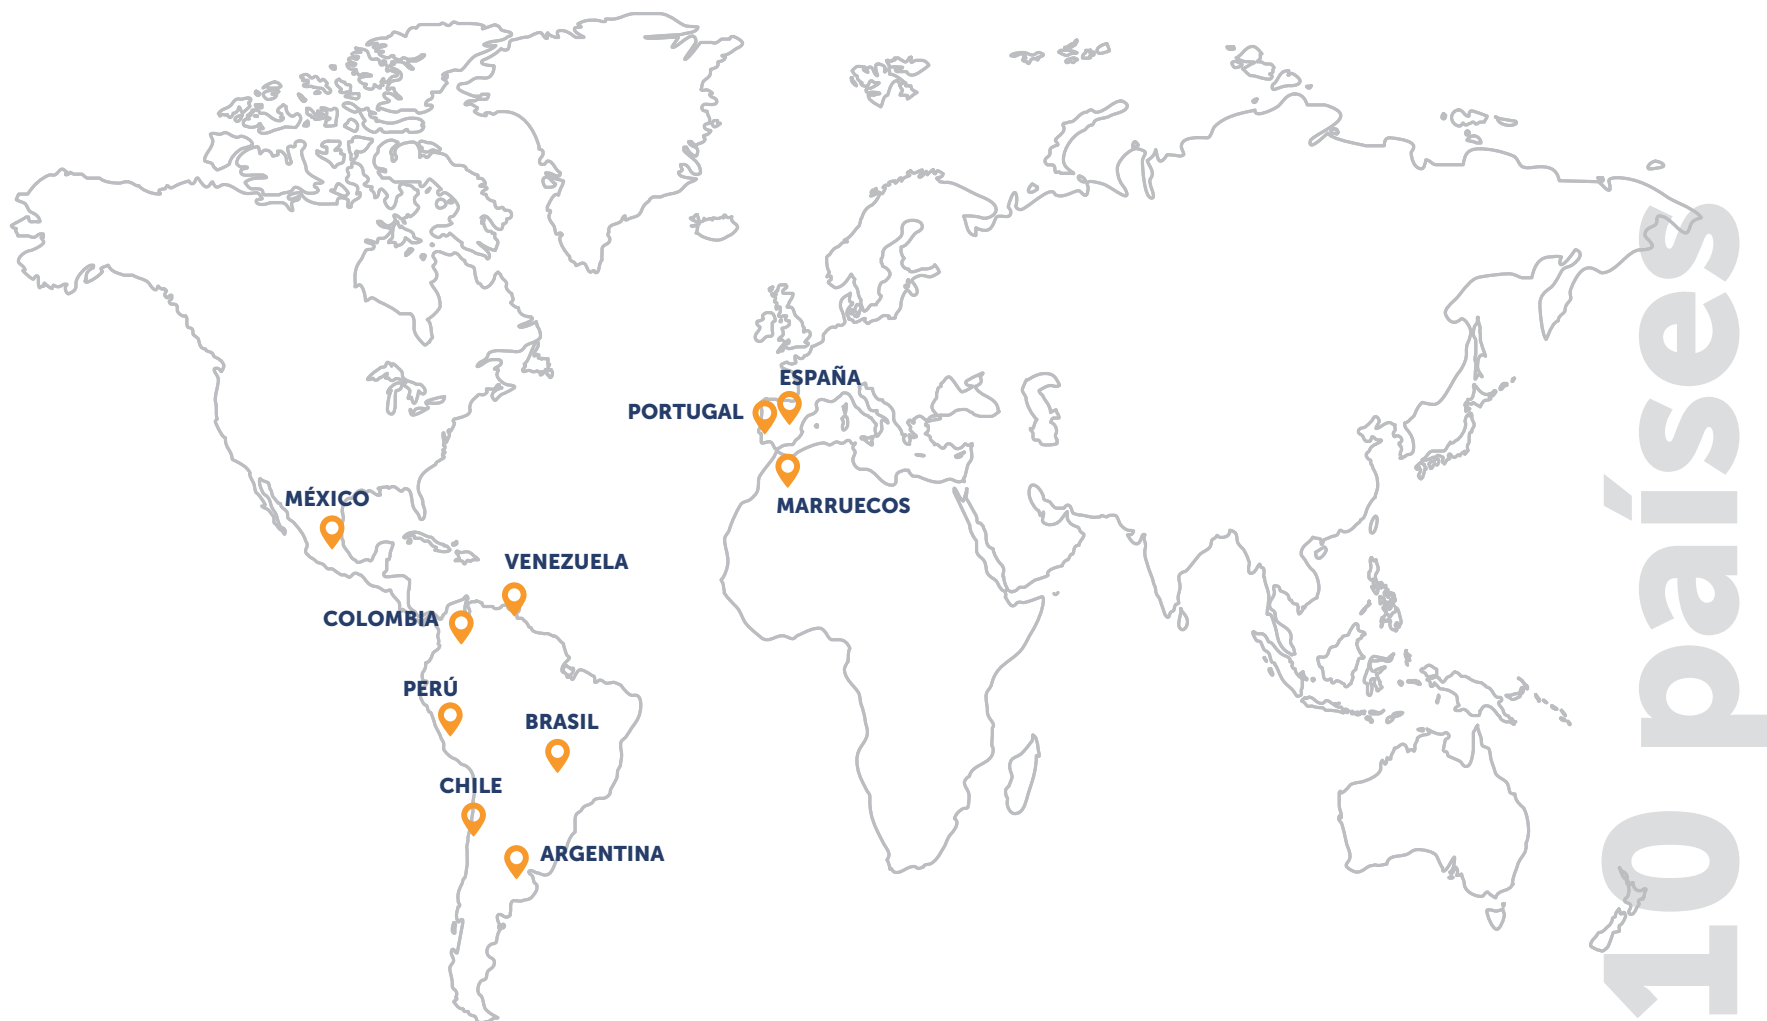 ESPAÑA
PORTUGAL
MÉXICO
MARRUECOS
VENEZUELA
COLOMBIA
PERÚ
BRASIL
CHILE
ARGENTINA
10 países